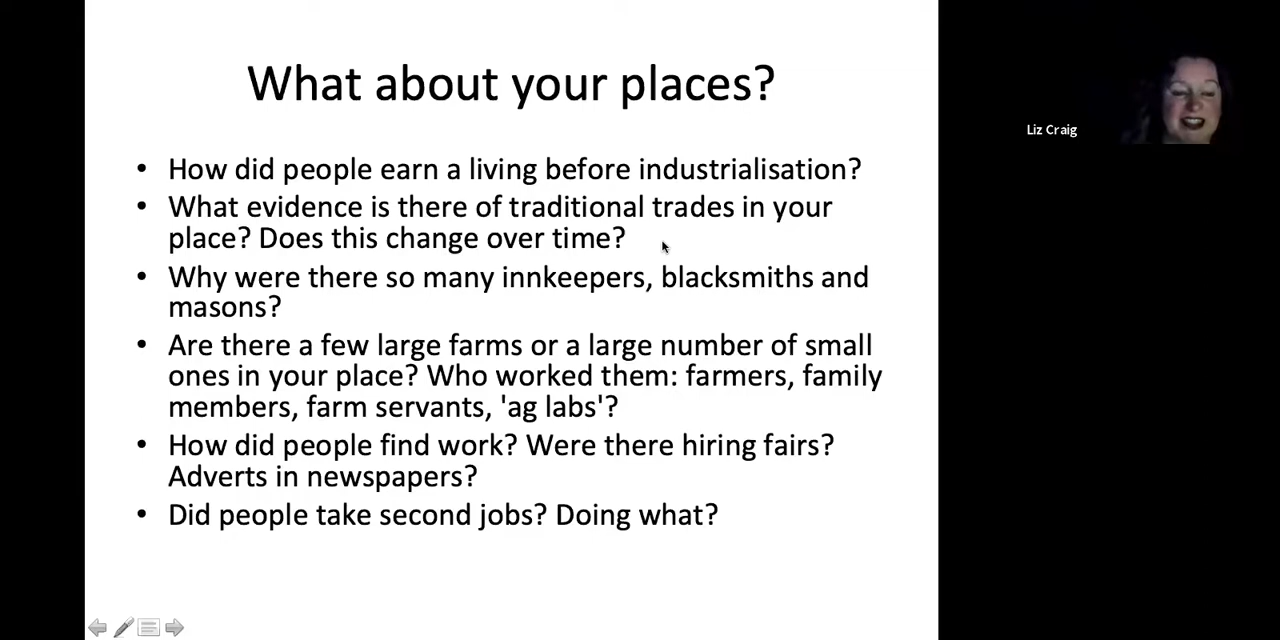 What about your places?
• How did people earn a living before industrialisation?
• What evidence is there of traditional trades in your
place? Does this change over time?
• Why were there so many innkeepers, blacksmiths and
masons?
• Are there a few large farms or a large number of small
ones in your place? Who worked them: farmers, family
members, farm servants, 'ag labs'?
• How did people find work? Were there hiring fairs?
Adverts in newspapers?
• Did people take second jobs? Doing what?
Liz Craig